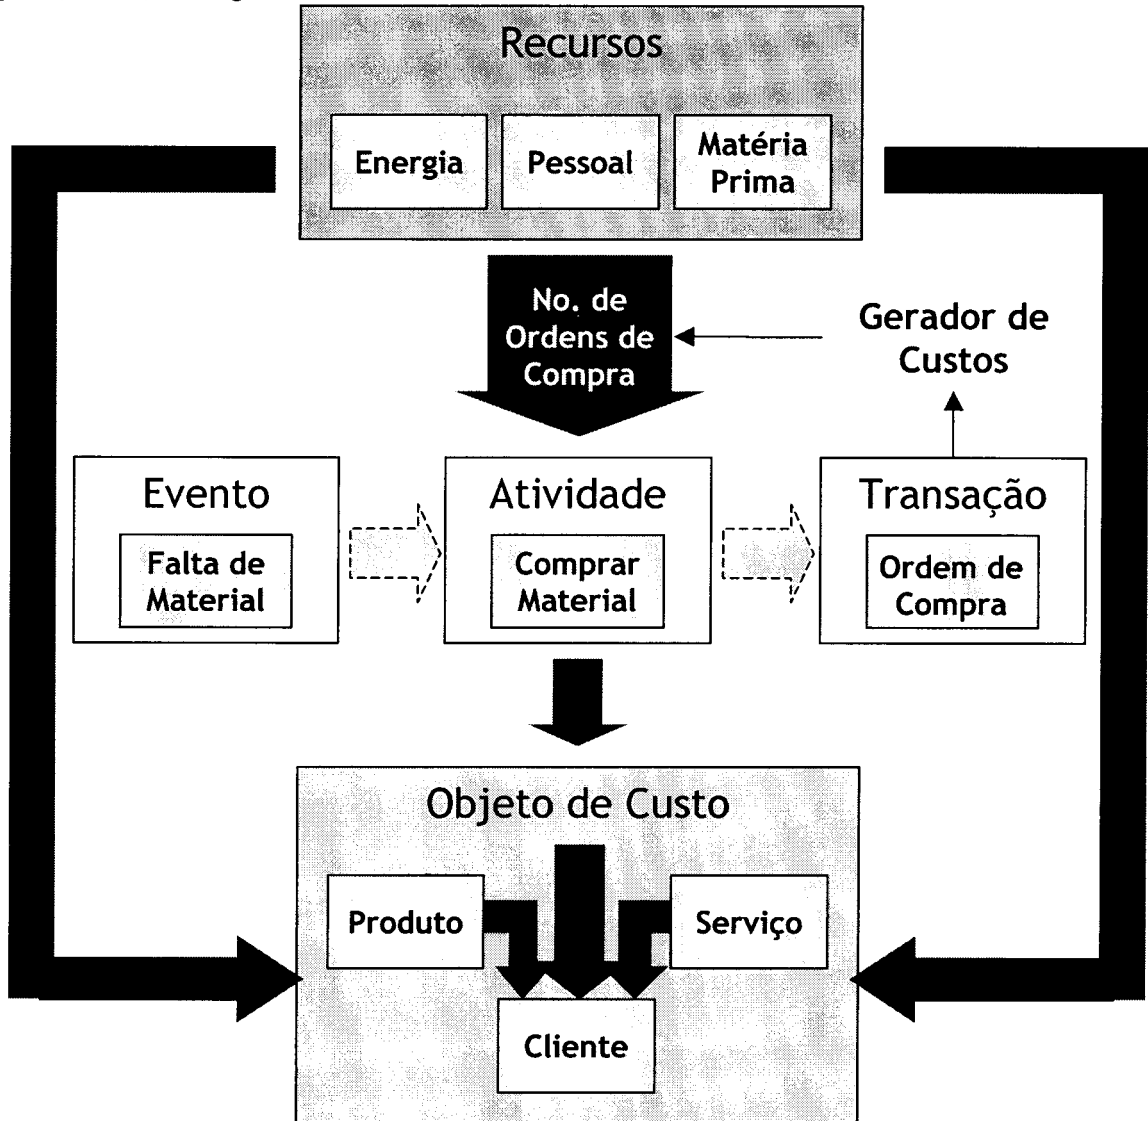 Recursos
Energia
Pessoal
Matéria
Prima
No. de
Ordens de
Compra
Gerador de
Custos
Evento
Falta de
Material
Atividade
Comprar
Material
Transação
Ordem de
Compra
Objeto de Custo
Produto
Serviço
Cliente